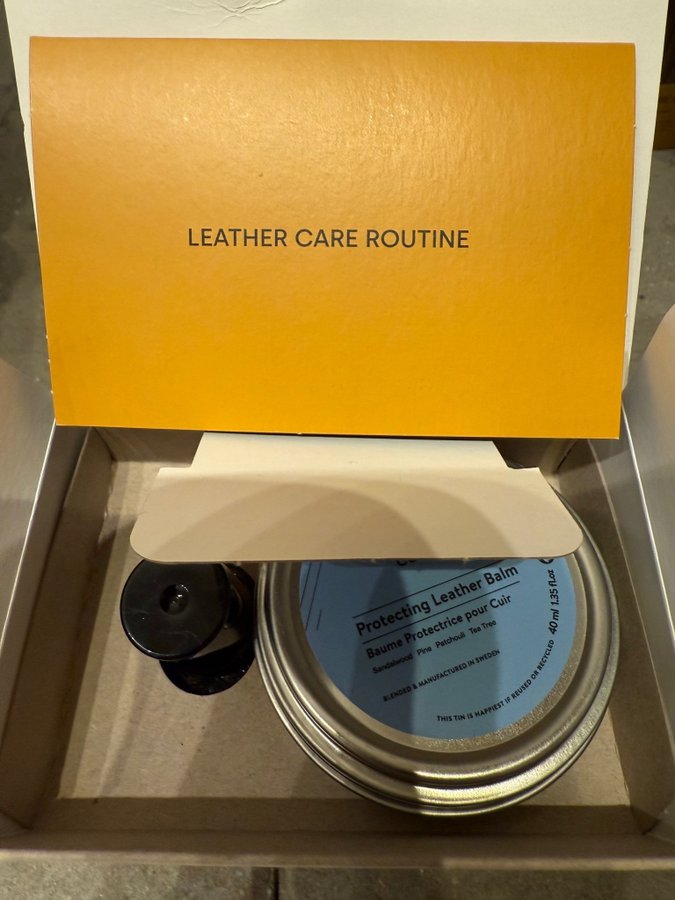 LEATHER CARE ROUTINE
Protecting Leather Balm
Baume Protectrice pour Cuir
Sandalwood Pine Patchouli Tea Tree
BLENDED & MANUFACTURED IN SWEDEN
THIS TIN IS HAPPIEST IF REUSED OR RECYCLED
40 ml 1.35 fl.oz